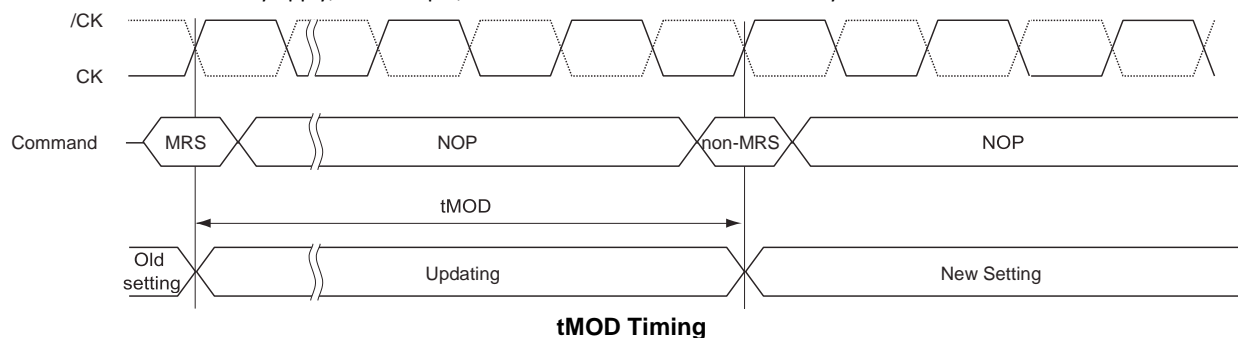 /CK
CK
Command
MRS
NOP
non-MRS
NOP
tMOD
Old
setting
Updating
New Setting
tMOD Timing